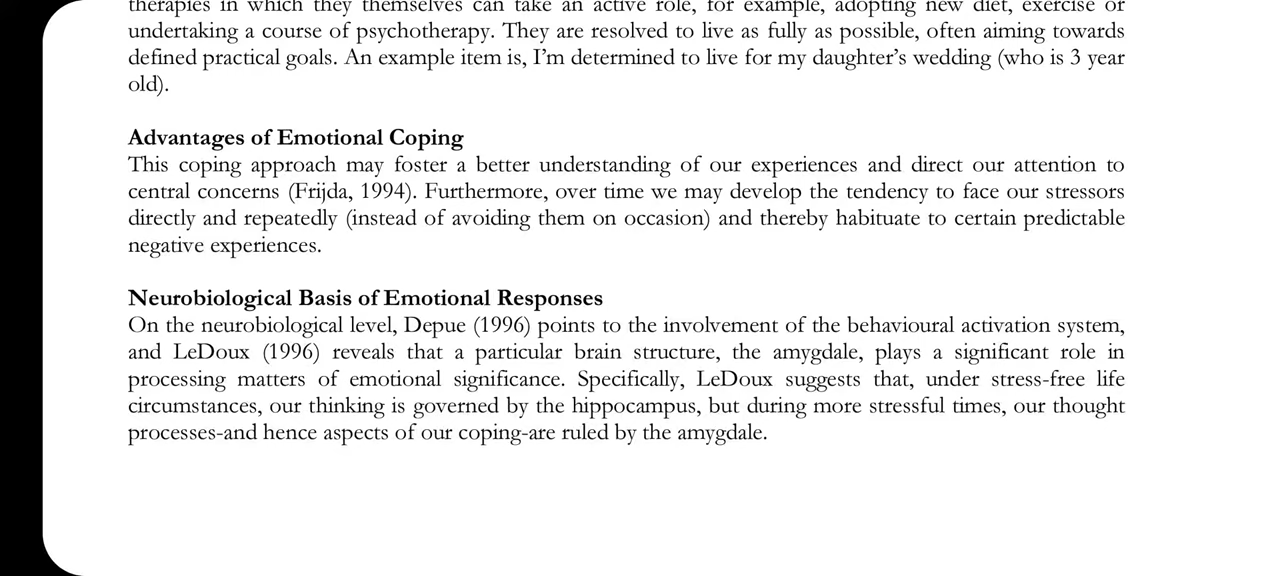 therapies in which they themselves can take an active role, for example, adopting new diet, exercise or
undertaking a course of psychotherapy. They are resolved to live as fully as possible, often aiming towards
defined practical goals. An example item is, I’m determined to live for my daughter’s wedding (who is 3 year
old).
Advantages of Emotional Coping
This coping approach may foster a better understanding of our experiences and direct our attention to
central concerns (Frijda, 1994). Furthermore, over time we may develop the tendency to face our stressors
directly and repeatedly (instead of avoiding them on occasion) and thereby habituate to certain predictable
negative experiences.
Neurobiological Basis of Emotional Responses
On the neurobiological level, Depue (1996) points to the involvement of the behavioural activation system,
and LeDoux (1996) reveals that a particular brain structure, the amygdale, plays a significant role in
processing matters of emotional significance. Specifically, LeDoux suggests that, under stress-free life
circumstances, our thinking is governed by the hippocampus, but during more stressful times, our thought
processes-and hence aspects of our coping-are ruled by the amygdale.